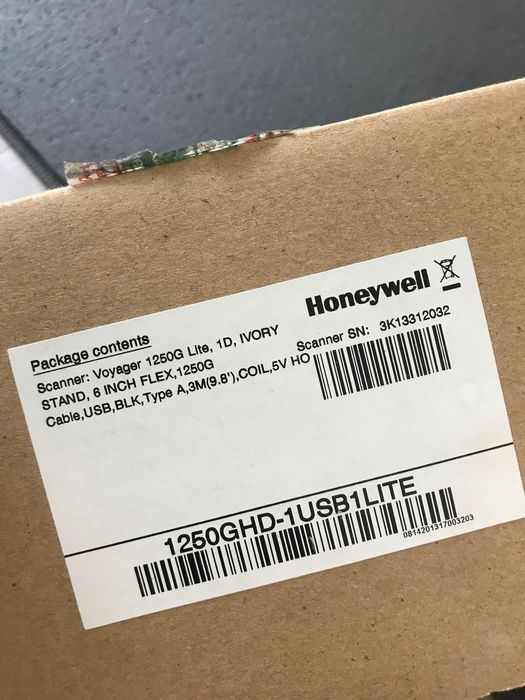 Honeywell
Package contents
Scanner: Voyager 1250G Lite, 1D, IVORY
STAND, 6 INCH FLEX,1250G
Cable,USB,BLK,Type A,3M(9.8'),COIL,5V HO
Scanner SN: 3K13312032
1250GHD-1USB1LITE
0814201317003203